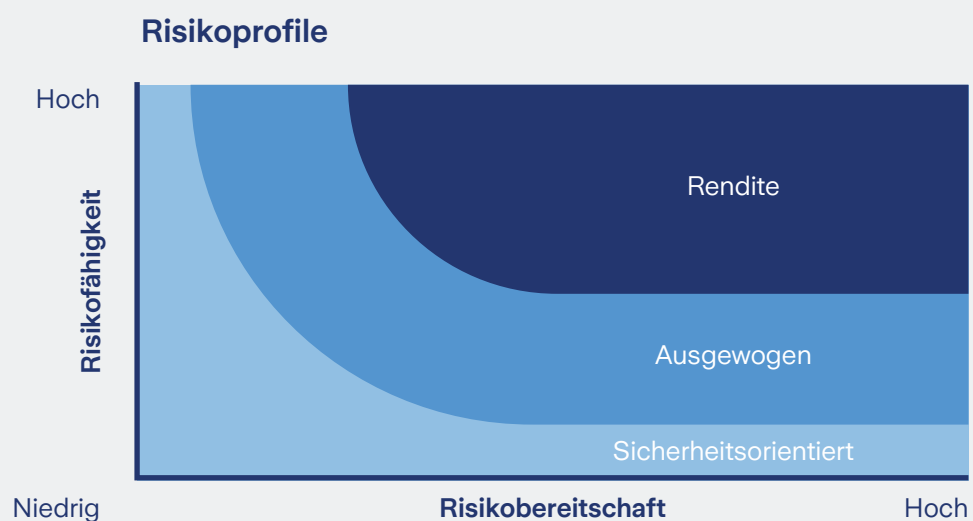 Risikoprofile
Hoch
Rendite
Risikofähigkeit
Ausgewogen
Sicherheitsorientiert
Niedrig
Risikobereitschaft
Hoch